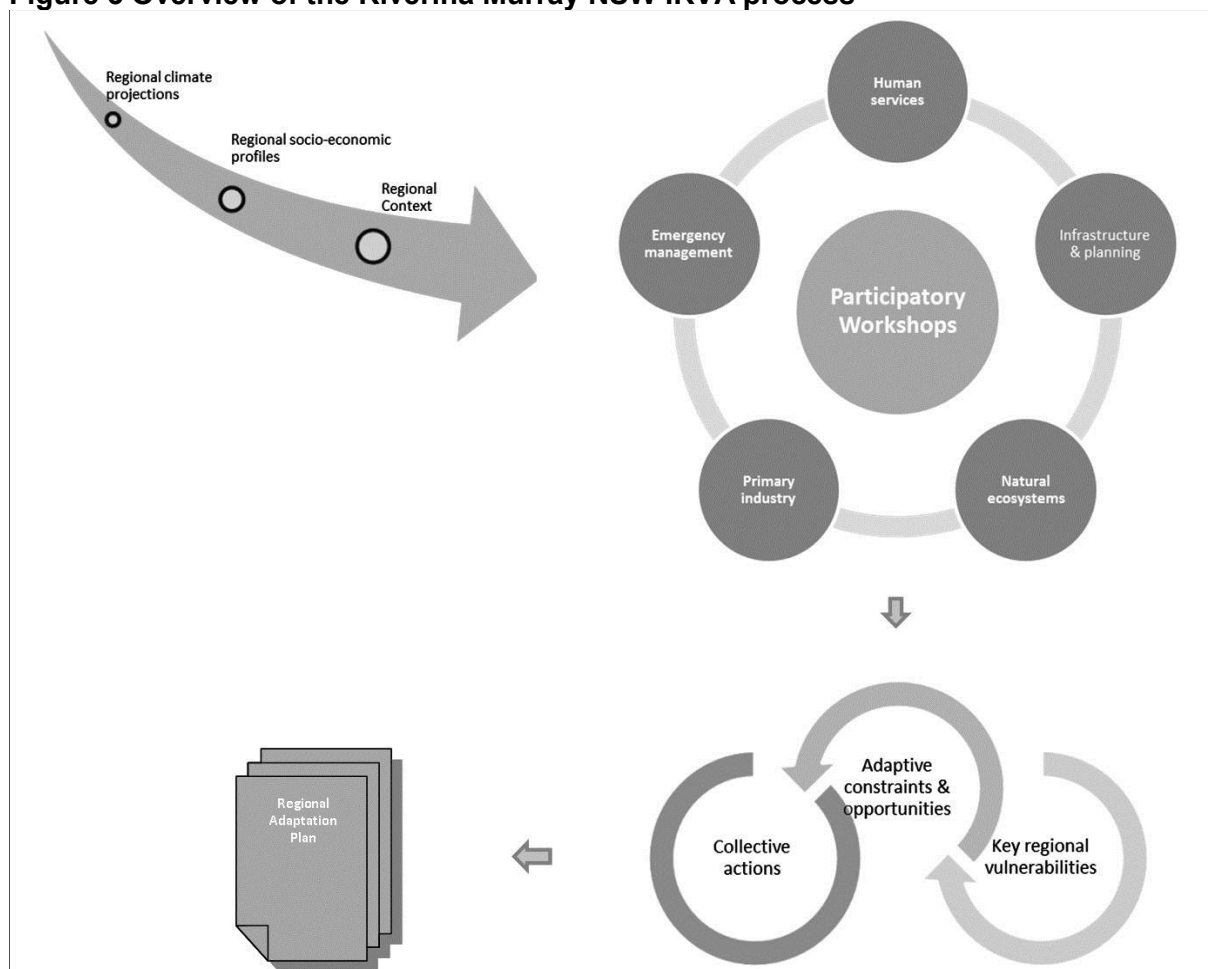 Figure 3 Overview of the Riverina Murray NSW IRVA process
Regional climate
projections
Regional socio-economic
profiles
Regional
Context
Human
services
Infrastructure
& planning
Natural
ecosystems
Primary
industry
Emergency
management
Participatory
Workshops
Key regional
vulnerabilities
Adaptive
constraints &
opportunities
Collective
actions
Regional
Adaptation
Plan